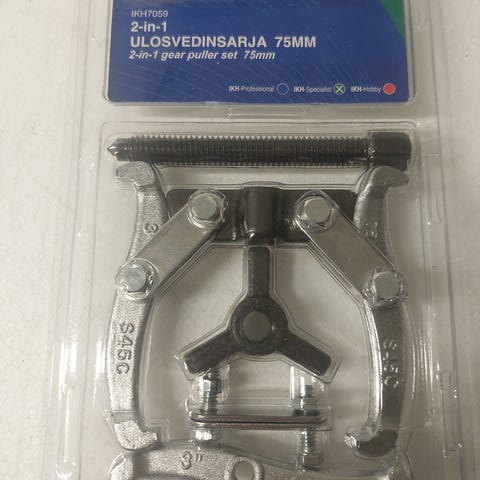 IKH7059
2-in-1
ULOSVEDINSARJA 75MM
2-in-1 gear puller set 75mm
IKH-Professional IKH-Specialist IKH-Hobby
S45C
S45C
3"